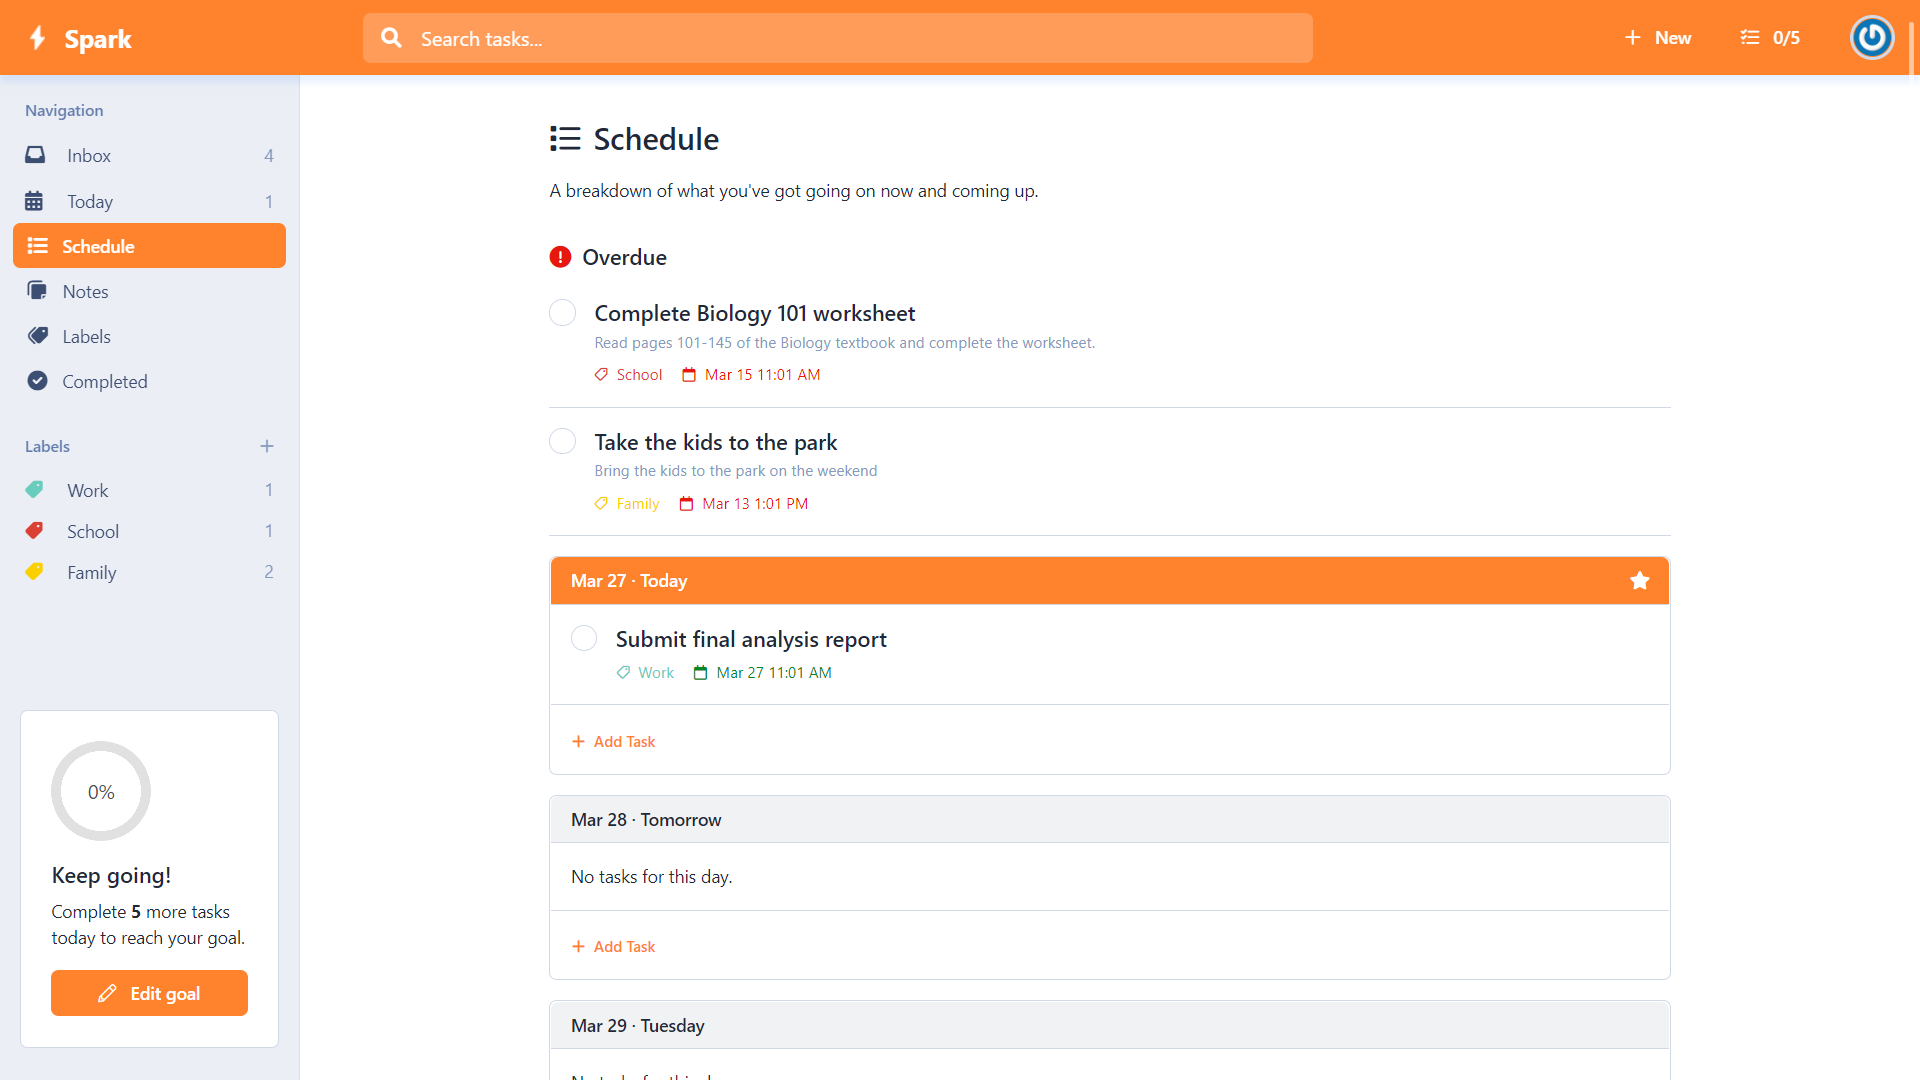 Spark
Search tasks...
New
0/5
Navigation
Inbox 4
Today 1
Schedule
Notes
Labels
Completed
Labels
Work 1
School 1
Family 2
0%
Keep going!
Complete 5 more tasks
today to reach your goal.
Edit goal
Schedule
A breakdown of what you've got going on now and coming up.
Overdue
Complete Biology 101 worksheet
Read pages 101-145 of the Biology textbook and complete the worksheet.
School Mar 15 11:01 AM
Take the kids to the park
Bring the kids to the park on the weekend
Family Mar 13 1:01 PM
Mar 27 · Today
Submit final analysis report
Work Mar 27 11:01 AM
Add Task
Mar 28 · Tomorrow
No tasks for this day.
Add Task
Mar 29 · Tuesday